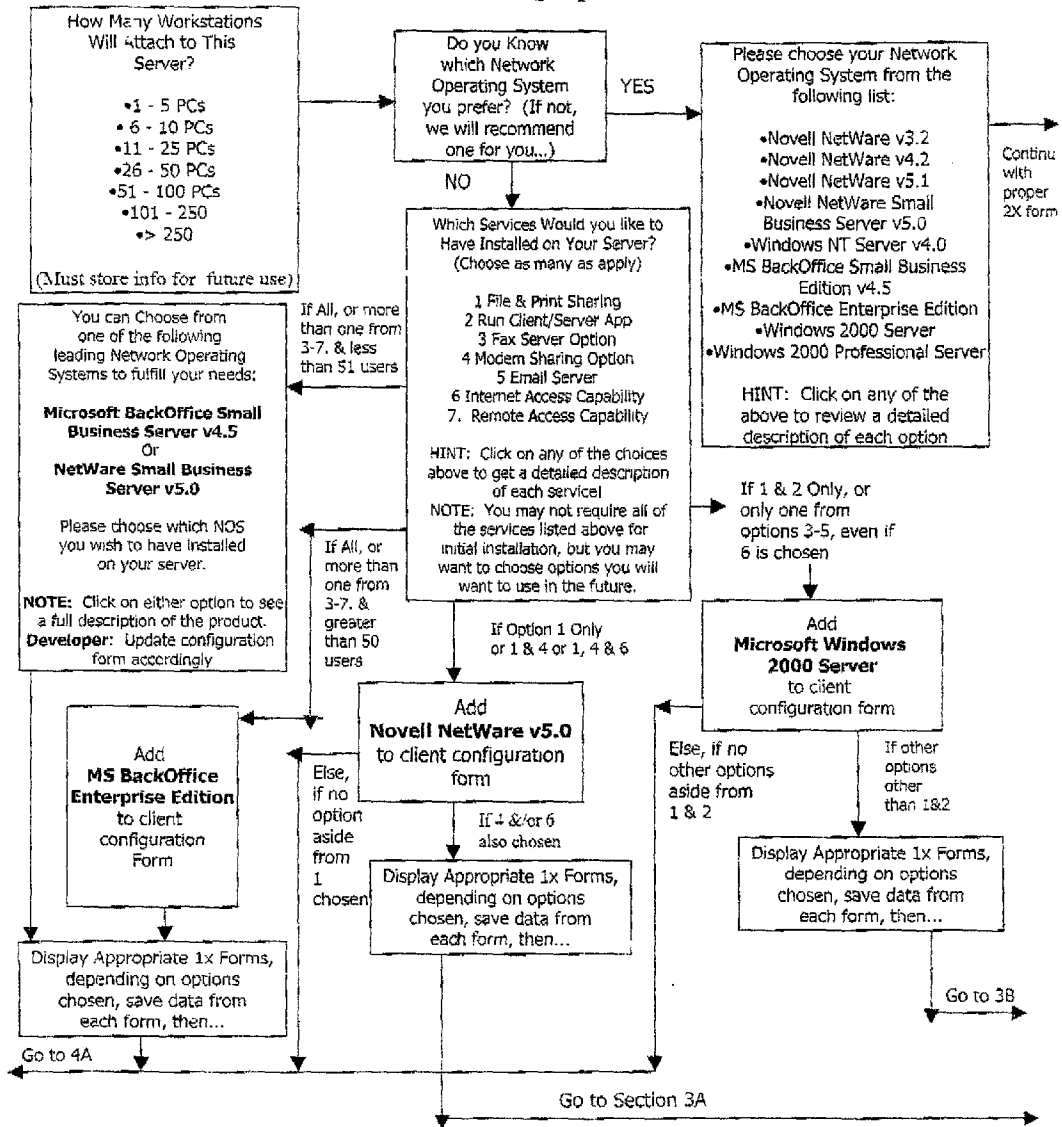 How Many Workstations
Will Attach to This
Server?
•1 - 5 PCs
• 6 - 10 PCs
•11 - 25 PCs
•26 - 50 PCs
•51 - 100 PCs
•101 - 250
•> 250
(Must store info for future use)
Do you Know
which Network
Operating System
you prefer? (If not,
we will recommend
one for you...)
YES
NO
Please choose your Network
Operating System from the
following list:
•Novell NetWare v3.2
•Novell NetWare v4.2
•Novell NetWare v5.1
•Novell NetWare Small
Business Server v5.0
•Windows NT Server v4.0
•MS BackOffice Small Business
Edition v4.5
•MS BackOffice Enterprise Edition
•Windows 2000 Server
•Windows 2000 Professional Server
HINT: Click on any of the
above to review a detailed
description of each option
Continu
with
proper
2X form
Which Services Would you like to
Have Installed on Your Server?
(Choose as many as apply)
1 File & Print Sharing
2 Run Client/Server App
3 Fax Server Option
4 Modem Sharing Option
5 Email Server
6 Internet Access Capability
7. Remote Access Capability
HINT: Click on any of the choices
above to get a detailed description
of each service!
NOTE: You may not require all of
the services listed above for
initial installation, but you may
want to choose options you will
want to use in the future.
If All, or more
than one from
3-7. & less
than 51 users
You can Choose from
one of the following
leading Network Operating
Systems to fulfill your needs:
Microsoft BackOffice Small
Business Server v4.5
Or
NetWare Small Business
Server v5.0
Please choose which NOS
you wish to have installed
on your server.
NOTE: Click on either option to see
a full description of the product.
Developer: Update configuration
form accordingly
If All, or
more than
one from
3-7. &
greater
than 50
users
If 1 & 2 Only, or
only one from
options 3-5, even if
6 is chosen
If Option 1 Only
or 1 & 4 or 1, 4 & 6
Add
Microsoft Windows
2000 Server
to client
configuration form
Add
Novell NetWare v5.0
to client configuration
form
Add
MS BackOffice
Enterprise Edition
to client
configuration
Form
Else,
if no
option
aside
from
1
chosen
If 4 &/or 6
also chosen
Else, if no
other options
aside from
1 & 2
If other
options
other
than 1&2
Display Appropriate 1x Forms,
depending on options
chosen, save data from
each form, then...
Display Appropriate 1x Forms,
depending on options
chosen, save data from
each form, then...
Display Appropriate 1x Forms,
depending on options
chosen, save data from
each form, then...
Go to 3B
Go to 4A
Go to Section 3A